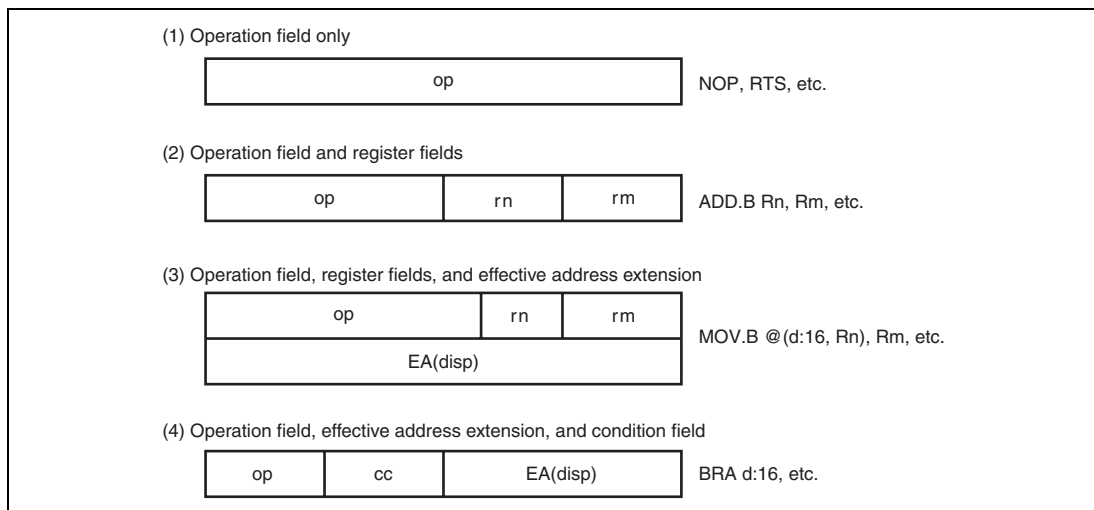 (1) Operation field only
op
NOP, RTS, etc.
(2) Operation field and register fields
op rn rm
ADD.B Rn, Rm, etc.
(3) Operation field, register fields, and effective address extension
op rn rm
MOV.B @(d:16, Rn), Rm, etc.
EA(disp)
(4) Operation field, effective address extension, and condition field
op cc EA(disp)
BRA d:16, etc.